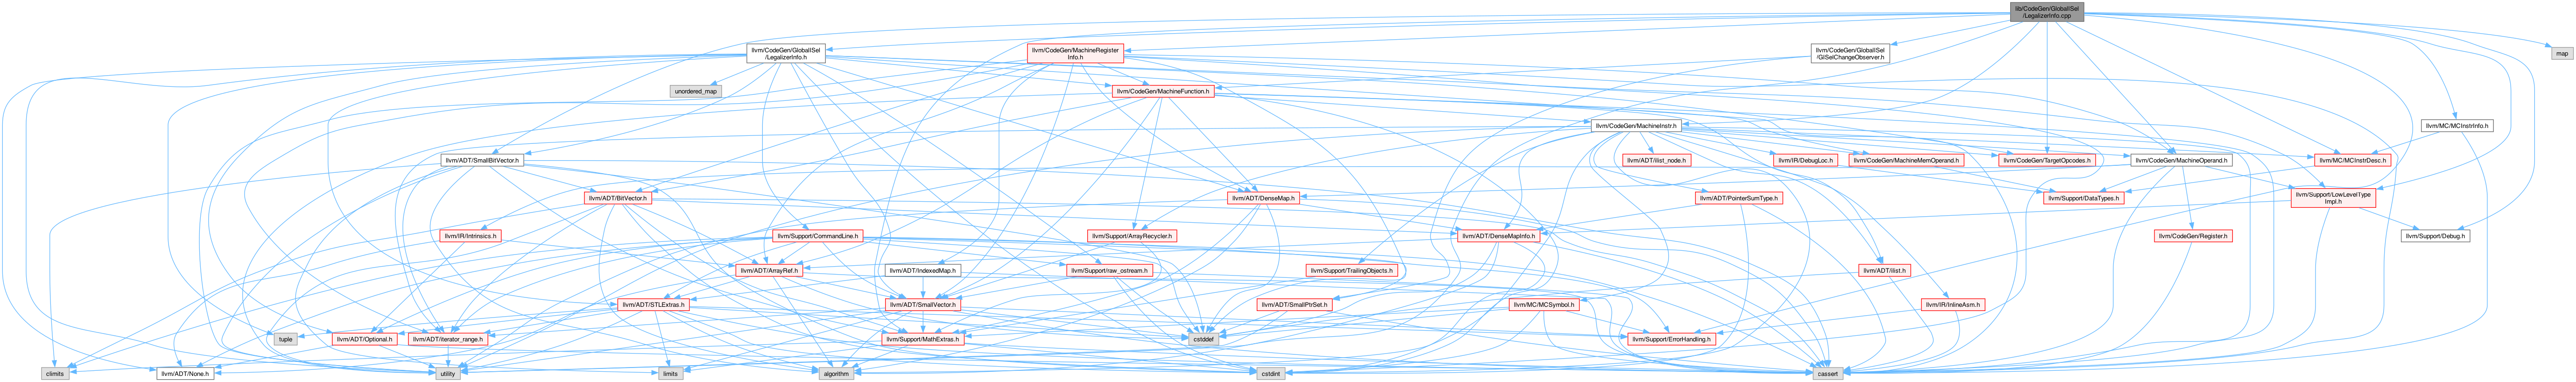 lib/CodeGen/GlobalISel
/LegalizerInfo.cpp
llvm/CodeGen/GlobalISel
/LegalizerInfo.h
llvm/CodeGen/MachineRegister
Info.h
llvm/CodeGen/GlobalISel
/GISelChangeObserver.h
map
unordered_map
llvm/CodeGen/MachineFunction.h
llvm/CodeGen/MachineInstr.h
llvm/MC/MCInstrInfo.h
llvm/ADT/SmallBitVector.h
llvm/ADT/ilist_node.h
llvm/IR/DebugLoc.h
llvm/CodeGen/MachineMemOperand.h
llvm/CodeGen/TargetOpcodes.h
llvm/CodeGen/MachineOperand.h
llvm/MC/MCInstrDesc.h
llvm/ADT/BitVector.h
llvm/ADT/DenseMap.h
llvm/ADT/PointerSumType.h
llvm/Support/DataTypes.h
llvm/Support/LowLevelType
Impl.h
llvm/IR/Intrinsics.h
llvm/Support/CommandLine.h
llvm/Support/ArrayRecycler.h
llvm/ADT/DenseMapInfo.h
llvm/CodeGen/Register.h
llvm/Support/Debug.h
llvm/ADT/ArrayRef.h
llvm/ADT/IndexedMap.h
llvm/Support/raw_ostream.h
llvm/Support/TrailingObjects.h
llvm/ADT/ilist.h
llvm/ADT/STLExtras.h
llvm/ADT/SmallVector.h
llvm/ADT/SmallPtrSet.h
llvm/MC/MCSymbol.h
llvm/IR/InlineAsm.h
tuple
llvm/ADT/Optional.h
llvm/ADT/iterator_range.h
llvm/Support/MathExtras.h
cstddef
llvm/Support/ErrorHandling.h
climits
llvm/ADT/None.h
utility
limits
algorithm
cstdint
cassert